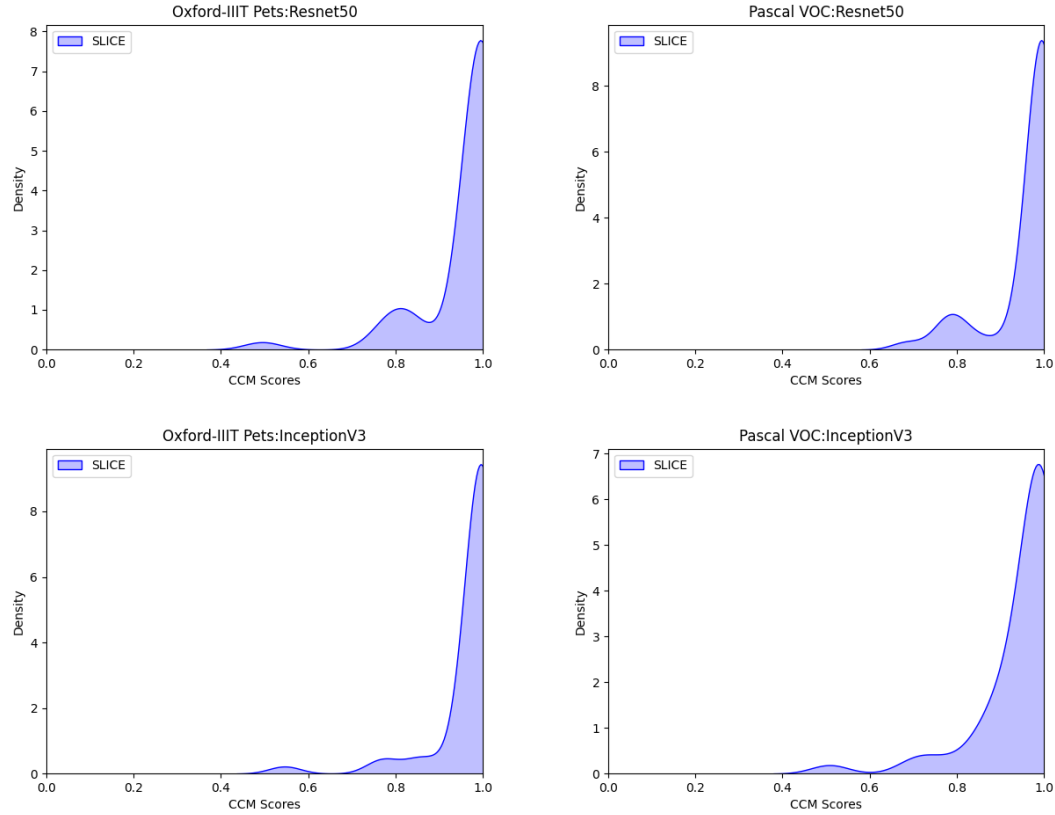 Oxford-IIIT Pets:Resnet50
8
7
6
5
4
3
2
1
0
Density
SLICE
0.0 0.2 0.4 0.6 0.8 1.0
CCM Scores
Pascal VOC:Resnet50
8
6
4
2
0
Density
SLICE
0.0 0.2 0.4 0.6 0.8 1.0
CCM Scores
Oxford-IIIT Pets:InceptionV3
8
6
4
2
0
Density
SLICE
0.0 0.2 0.4 0.6 0.8 1.0
CCM Scores
Pascal VOC:InceptionV3
7
6
5
4
3
2
1
0
Density
SLICE
0.0 0.2 0.4 0.6 0.8 1.0
CCM Scores